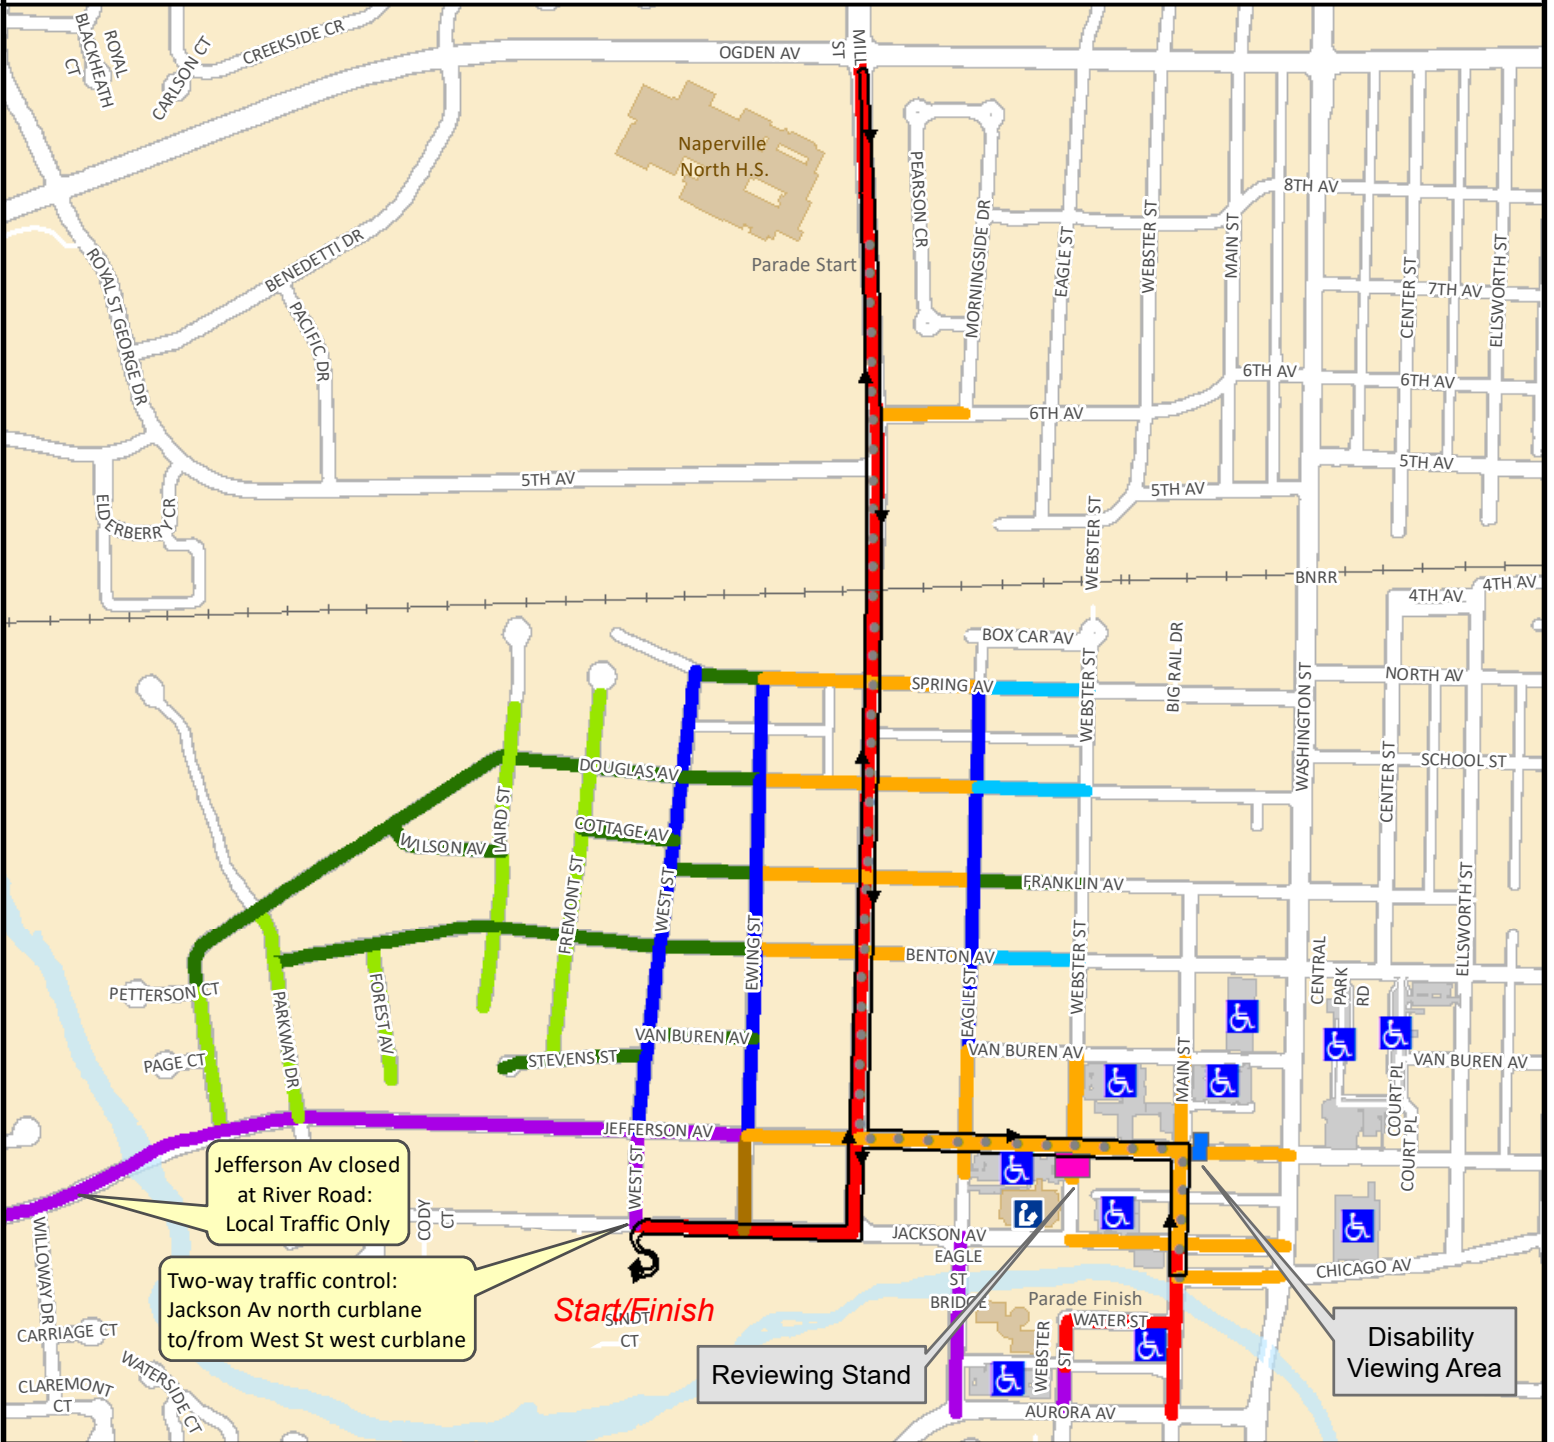 ROYAL
BLACKHEATH
CT
CARLSON CT
CREEKSIDE CR
OGDEN AV
MILL
ST
Naperville
North H.S.
Parade Start
PEARSON CR
MORNINGSIDE DR
EAGLE ST
WEBSTER ST
MAIN ST
8TH AV
7TH AV
CENTER ST
ELLSWORTH ST
ROYAL ST GEORGE DR
BENEDETTI DR
PACIFIC DR
6TH AV
6TH AV
6TH AV
5TH AV
5TH AV
5TH AV
ELDERBERRY CR
WEBSTER ST
BNRR
4TH AV
4TH AV
BOX CAR AV
WEBSTER ST
BIG RAIL DR
WASHINGTON ST
NORTH AV
SPRING AV
CENTER ST
SCHOOL ST
DOUGLAS AV
LAIRD ST
COTTAGE AV
WILSON AV
FREMONT ST
WEST ST
FRANKLIN AV
EWING ST
BENTON AV
WEBSTER ST
EAGLE ST
ELLSWORTH ST
CENTRAL
PARK
RD
PETTERSON CT
PARKWAY DR
FOREST AV
VAN BUREN AV
VAN BUREN AV
VAN BUREN AV
STEVENS ST
PAGE CT
MAIN ST
COURT PL
COURT PL
JEFFERSON AV
WEST ST
Jefferson Av closed
at River Road:
Local Traffic Only
CODY
CT
WILLOWAY DR
JACKSON AV
EAGLE
ST
BRIDGE
CHICAGO AV
Two-way traffic control:
Jackson Av north curblane
to/from West St west curblane
Start/Finish
SINDT
CT
Parade Finish
WATER ST
WEBSTER
ST
Reviewing Stand
Disability
Viewing Area
CARRIAGE CT
WATERSIDE CT
CLAREMONT
CT
AURORA AV